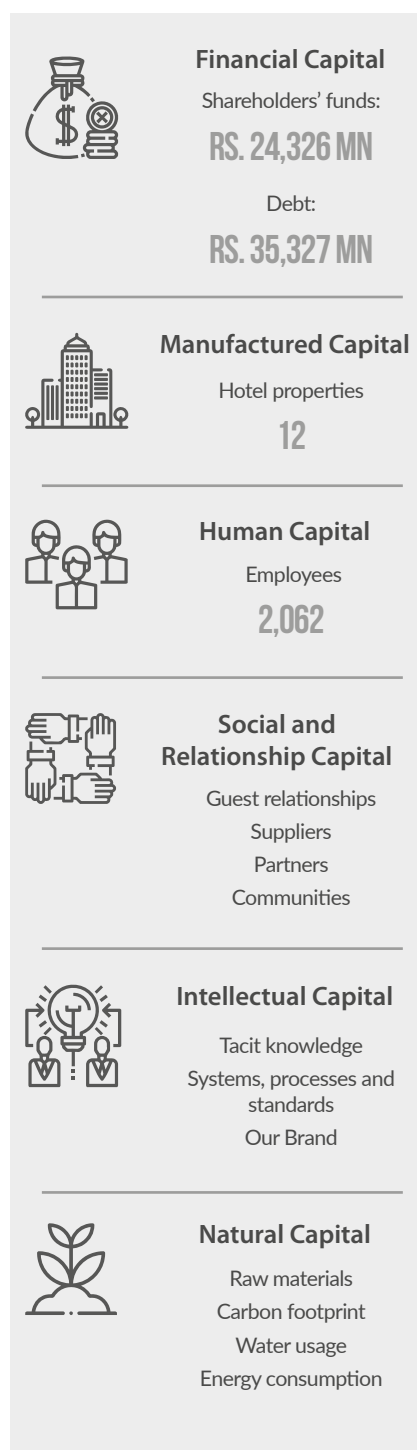 Financial Capital
Shareholders’ funds:
RS. 24,326 MN
Debt:
RS. 35,327 MN
Manufactured Capital
Hotel properties
12
Human Capital
Employees
2,062
Social and
Relationship Capital
Guest relationships
Suppliers
Partners
Communities
Intellectual Capital
Tacit knowledge
Systems, processes and
standards
Our Brand
Natural Capital
Raw materials
Carbon footprint
Water usage
Energy consumption